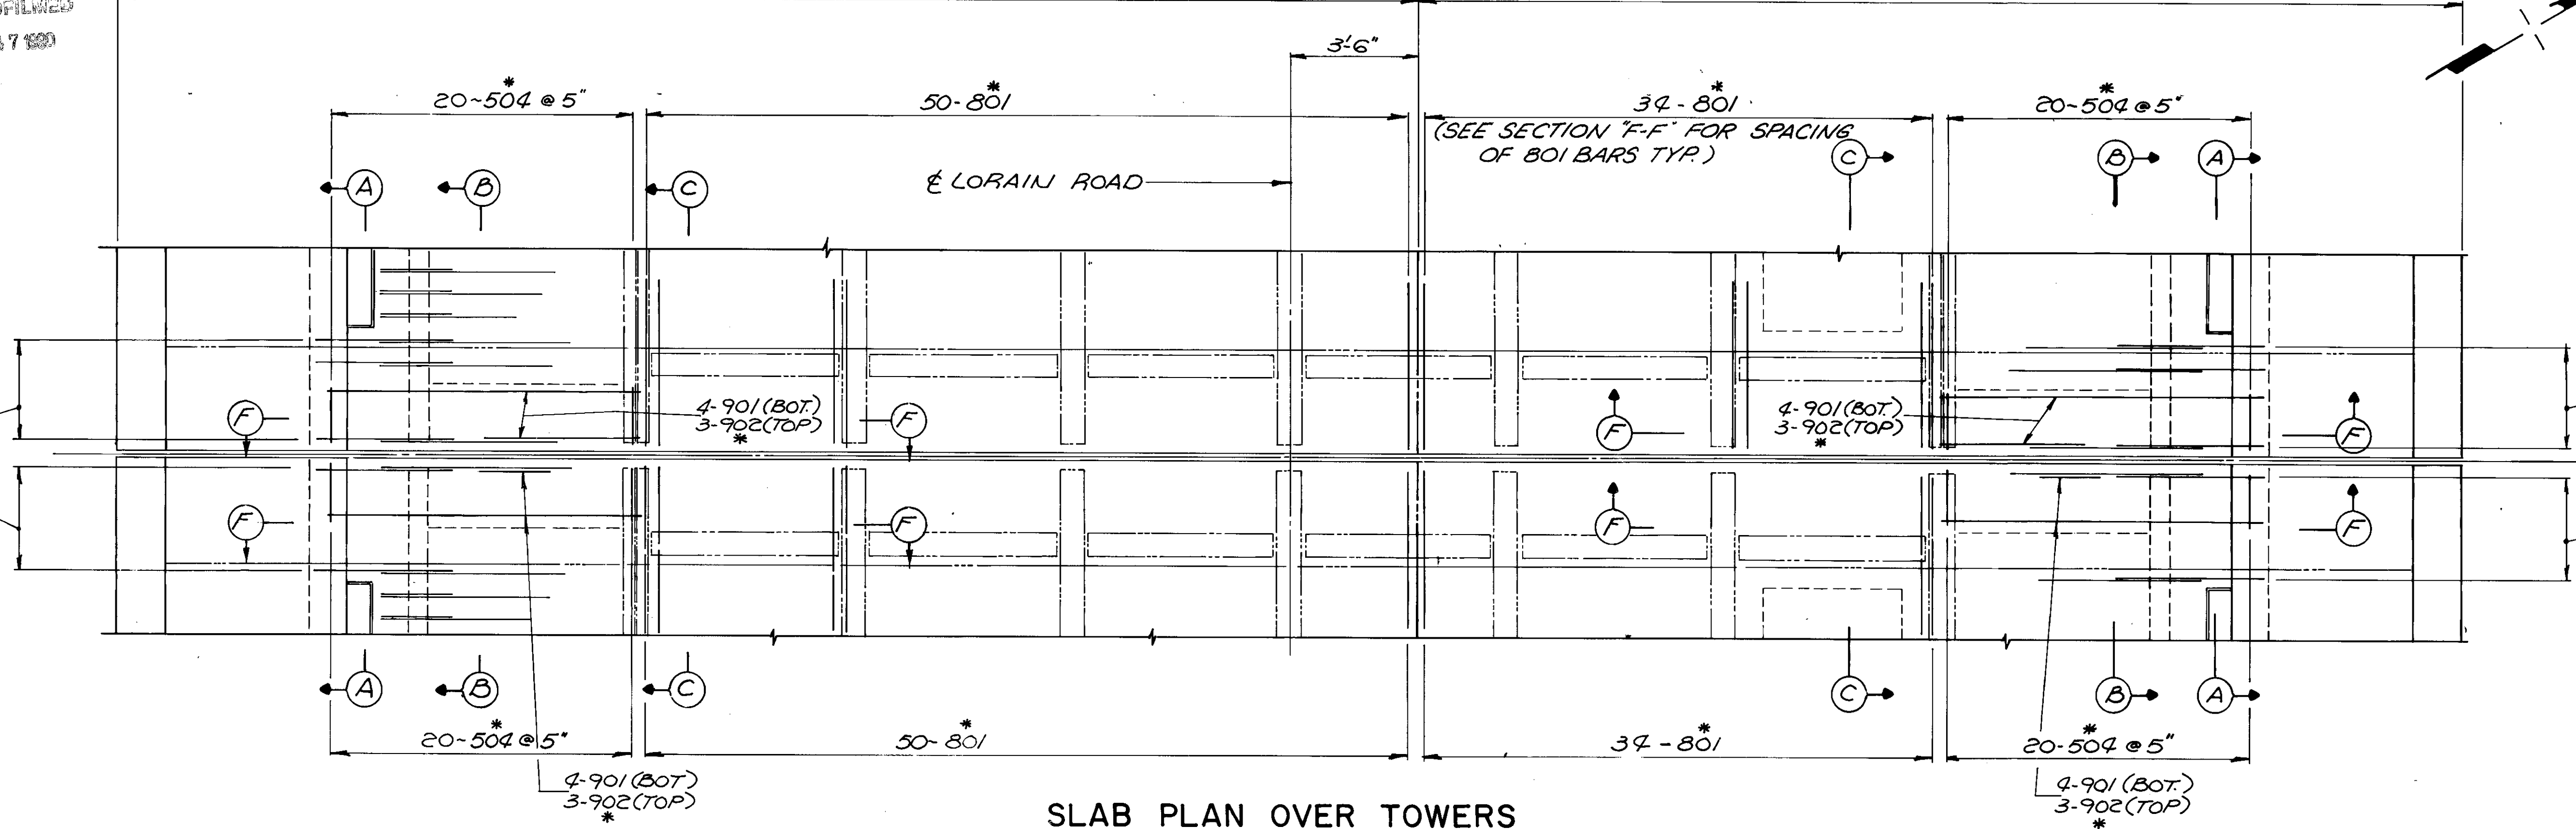 7 1980
3'-6"
*
20~504 @ 5"
*
50-801
*
34-801
*
20-504 @ 5"
(SEE SECTION "F-F" FOR SPACING
OF 801 BARS TYP.)
A
B
C
℄ LORAIN ROAD
C
B
A
4-901 (BOT.)
3-902 (TOP)
*
4-901 (BOT.)
3-902 (TOP)
*
F
F
F
F
F
F
F
F
A
B
C
C
B
A
*
20~504 @ 5"
*
50-801
*
34-801
*
20-504 @ 5"
4-901 (BOT)
3-902 (TOP)
*
4-901 (BOT.)
3-902 (TOP)
*
SLAB PLAN OVER TOWERS